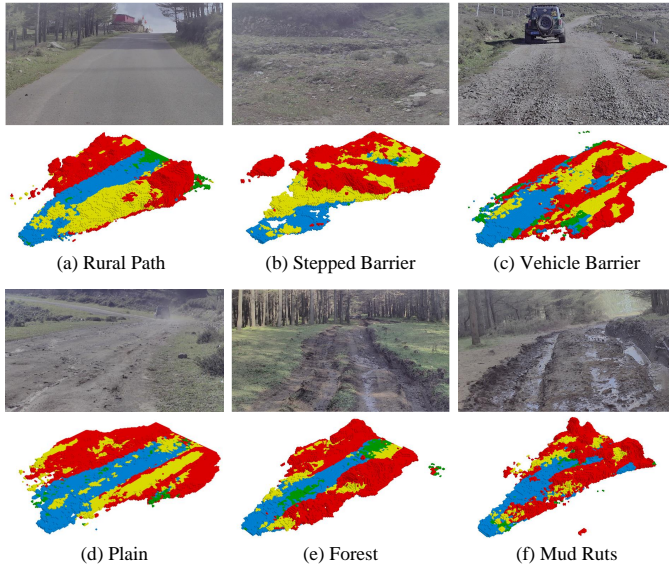 (a) Rural Path
(b) Stepped Barrier
(c) Vehicle Barrier
(d) Plain
(e) Forest
(f) Mud Ruts